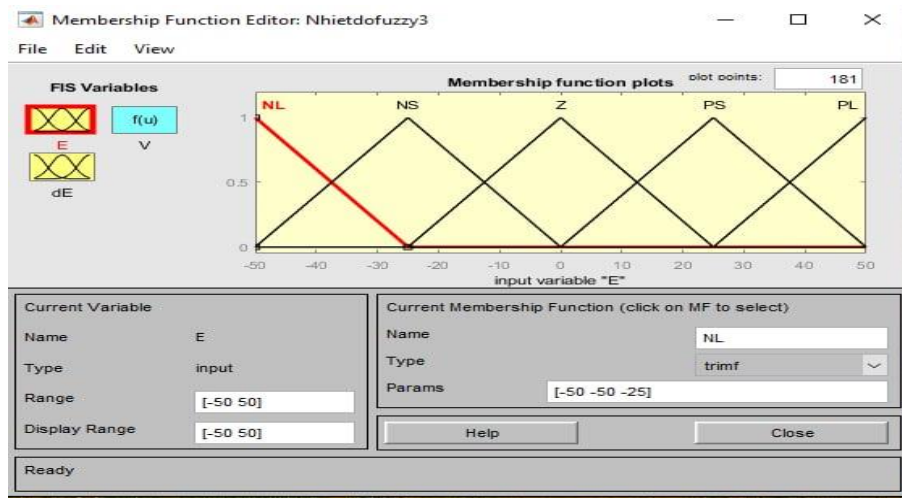 Membership Function Editor: Nhietdofuzzy3
File Edit View
FIS Variables
Membership function plots plot points: 181
f(u)
E V
dE
NL NS Z PS PL
1
0.5
0
-50 -40 -30 -20 -10 0 10 20 30 40 50
input variable "E"
Current Variable
Name E
Type input
Range [-50 50]
Display Range [-50 50]
Current Membership Function (click on MF to select)
Name NL
Type trimf
Params [-50 -50 -25]
Help Close
Ready